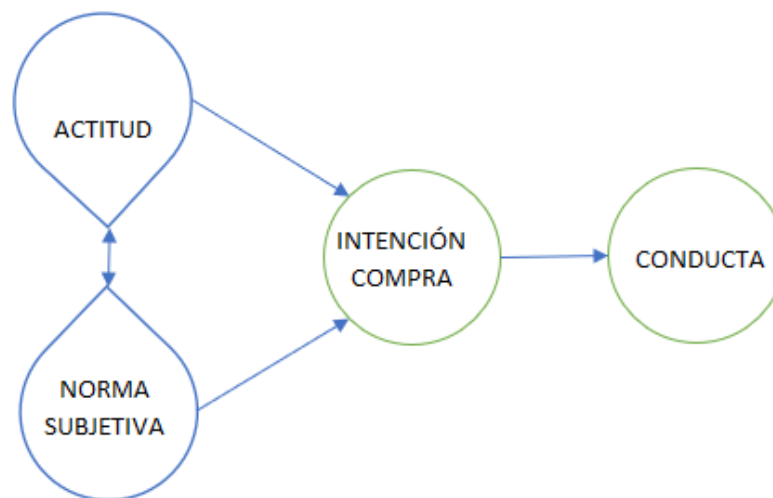 ACTITUD
NORMA
SUBJETIVA
INTENCIÓN
COMPRA
CONDUCTA